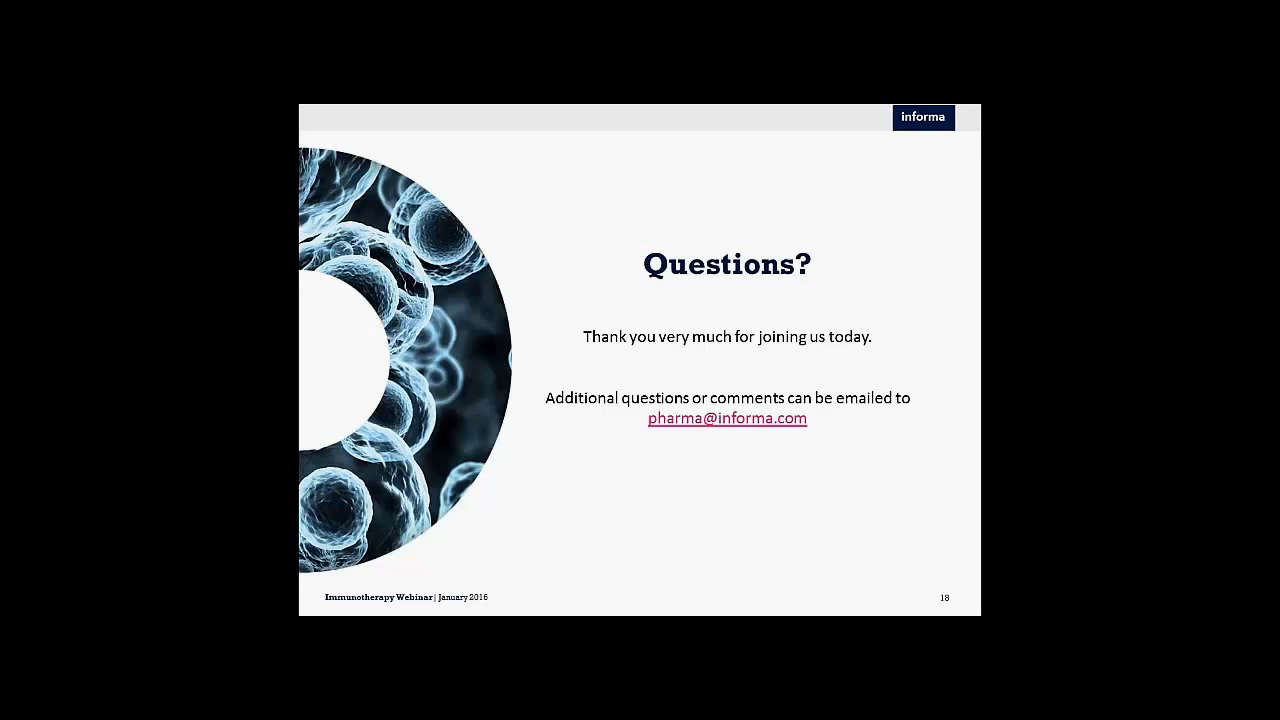 informa
Questions?
Thank you very much for joining us today.
Additional questions or comments can be emailed to
pharma@informa.com
Immunotherapy Webinar | January 2016
18